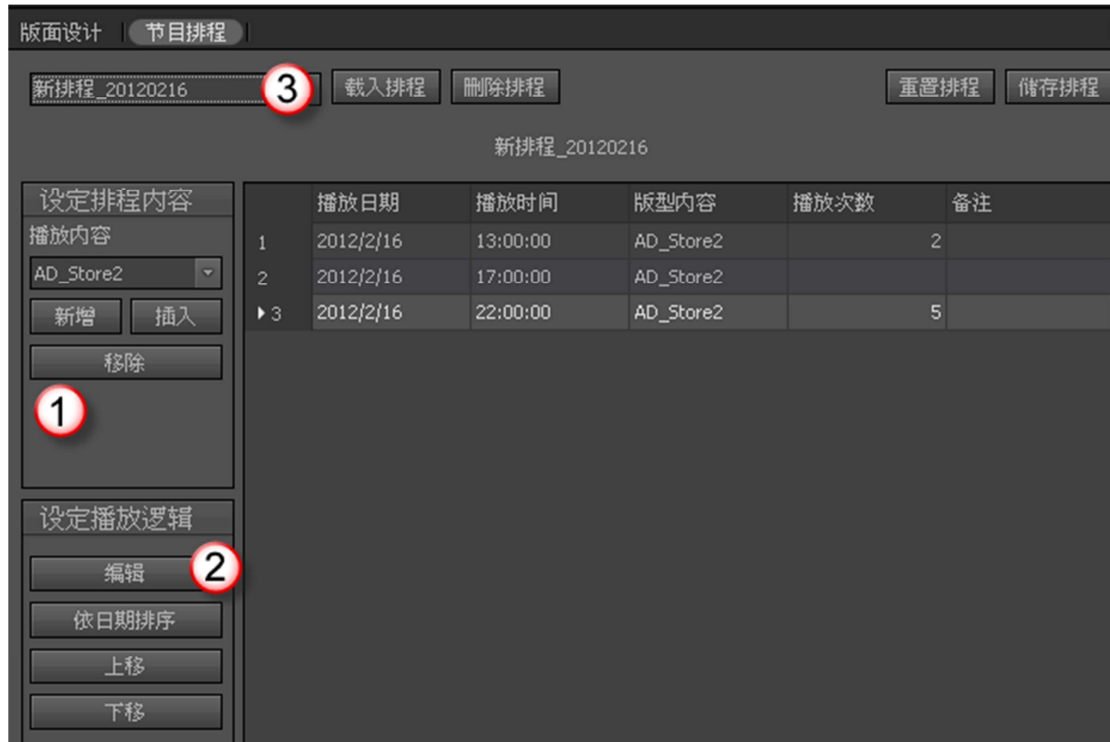 版面设计 | 节目排程 |
新排程_20120216 3 载入排程 删除排程 重置排程 储存排程
新排程_20120216
设定排程内容
播放内容
AD_Store2
新增 插入
移除
1
设定播放逻辑
编辑 2
依日期排序
上移
下移
播放日期 播放时间 版型内容 播放次数 备注
1 2012/2/16 13:00:00 AD_Store2 2
2 2012/2/16 17:00:00 AD_Store2
3 2012/2/16 22:00:00 AD_Store2 5